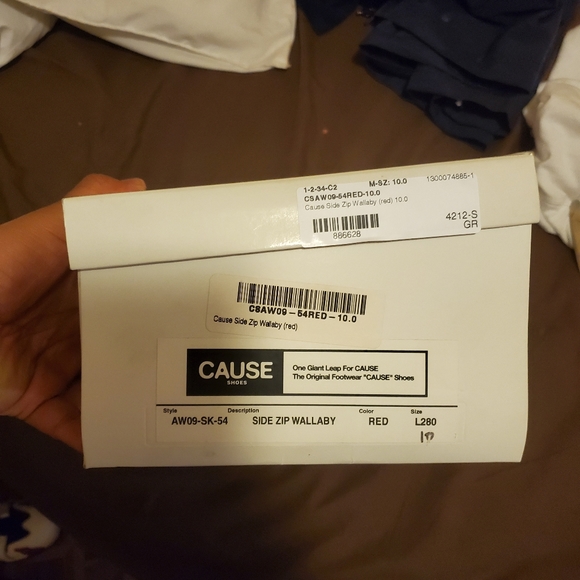 1-2-34-C2 M-SZ: 10.0 1300074885-1
CSAW09-54RED-10.0
Cause Side Zip Wallaby (red) 10.0
886628
4212-S
GR
CSAW09-54RED-10.0
Cause Side Zip Wallaby (red)
CAUSE
SHOES
One Giant Leap For CAUSE
The Original Footwear "CAUSE" Shoes
Style Description Color Size
AW09-SK-54 SIDE ZIP WALLABY RED L280
10